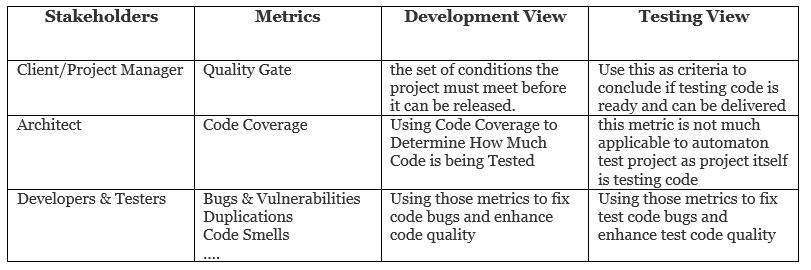 Stakeholders Metrics Development View Testing View
Client/Project Manager Quality Gate the set of conditions the Use this as criteria to
project must meet before conclude if testing code is
it can be released. ready and can be delivered
Architect Code Coverage Using Code Coverage to this metric is not much
Determine How Much applicable to automaton
Code is being Tested test project as project itself
is testing code
Developers & Testers Bugs & Vulnerabilities Using those metrics to fix Using those metrics to fix
Duplications code bugs and enhance test code bugs and
Code Smells code quality enhance test code quality
....